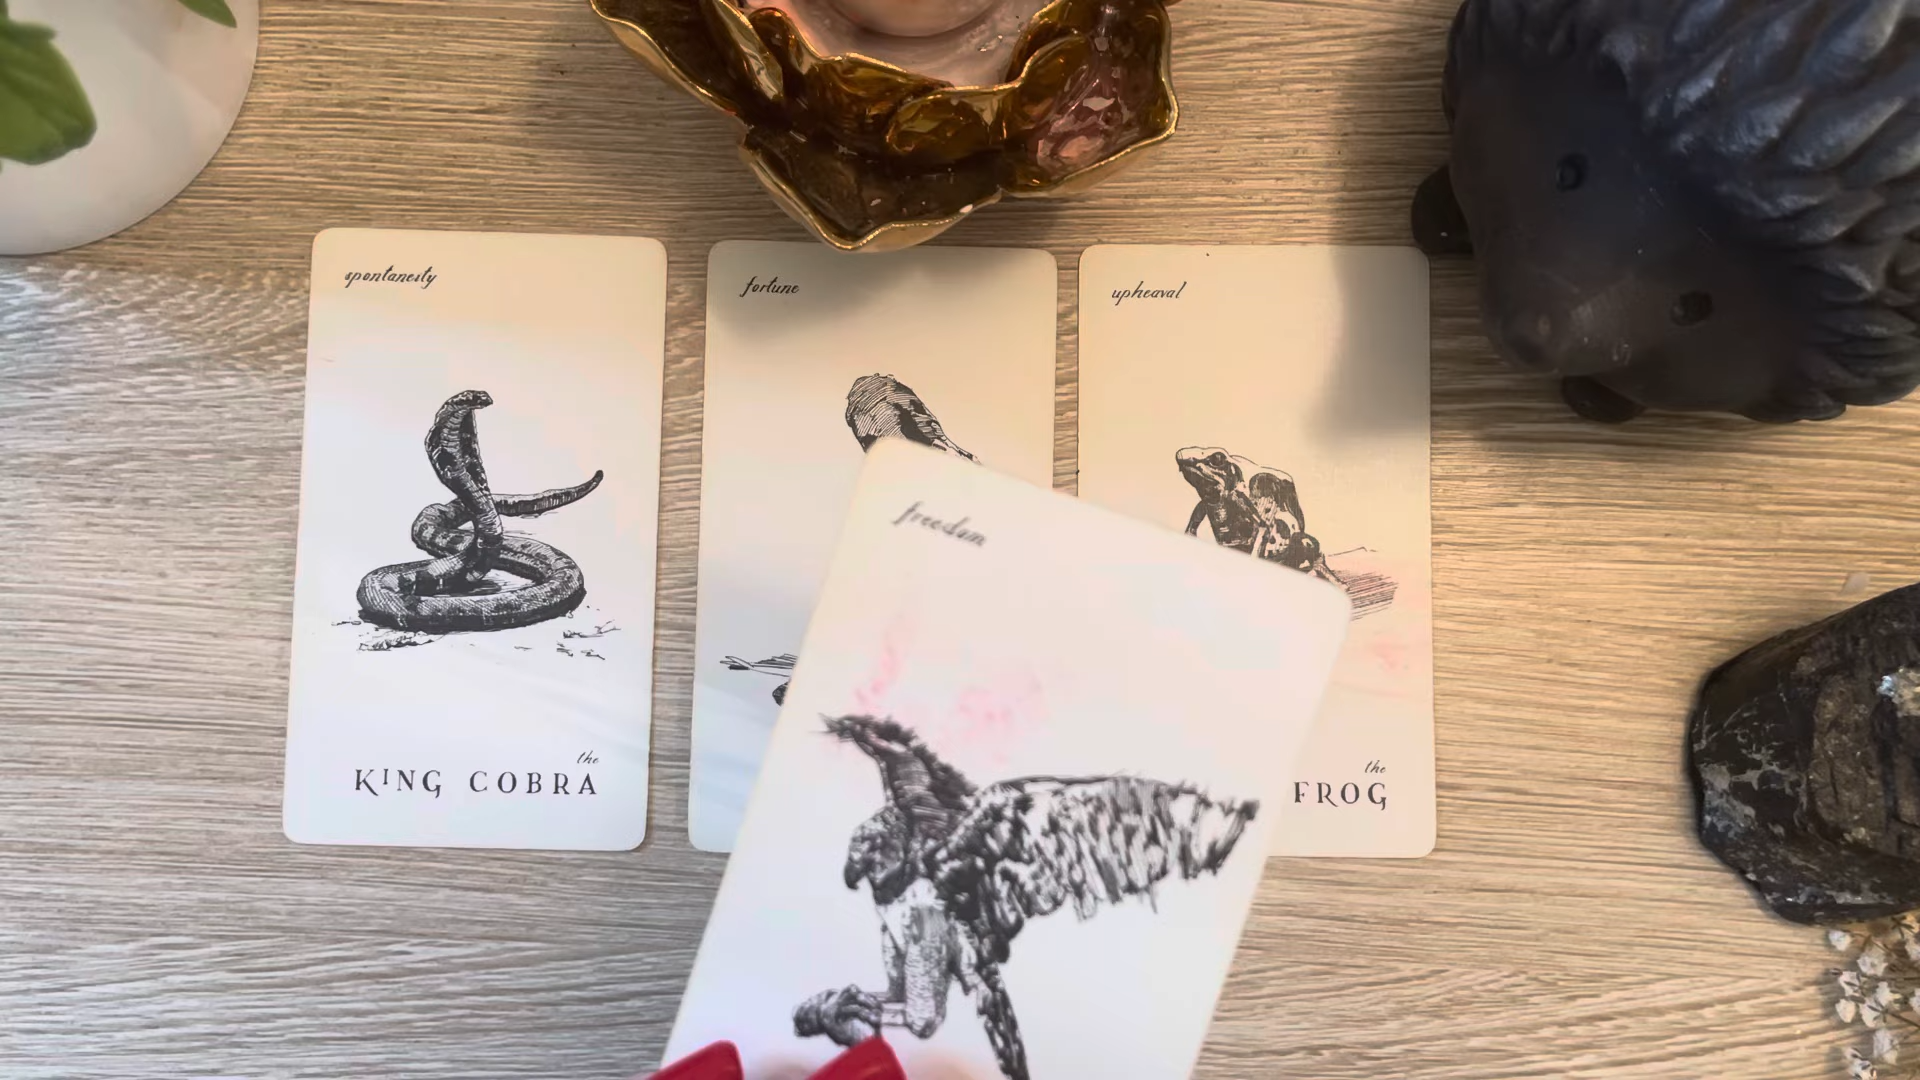 spontaneity
fortune
upheaval
freedom
the
KING COBRA
the
FROG